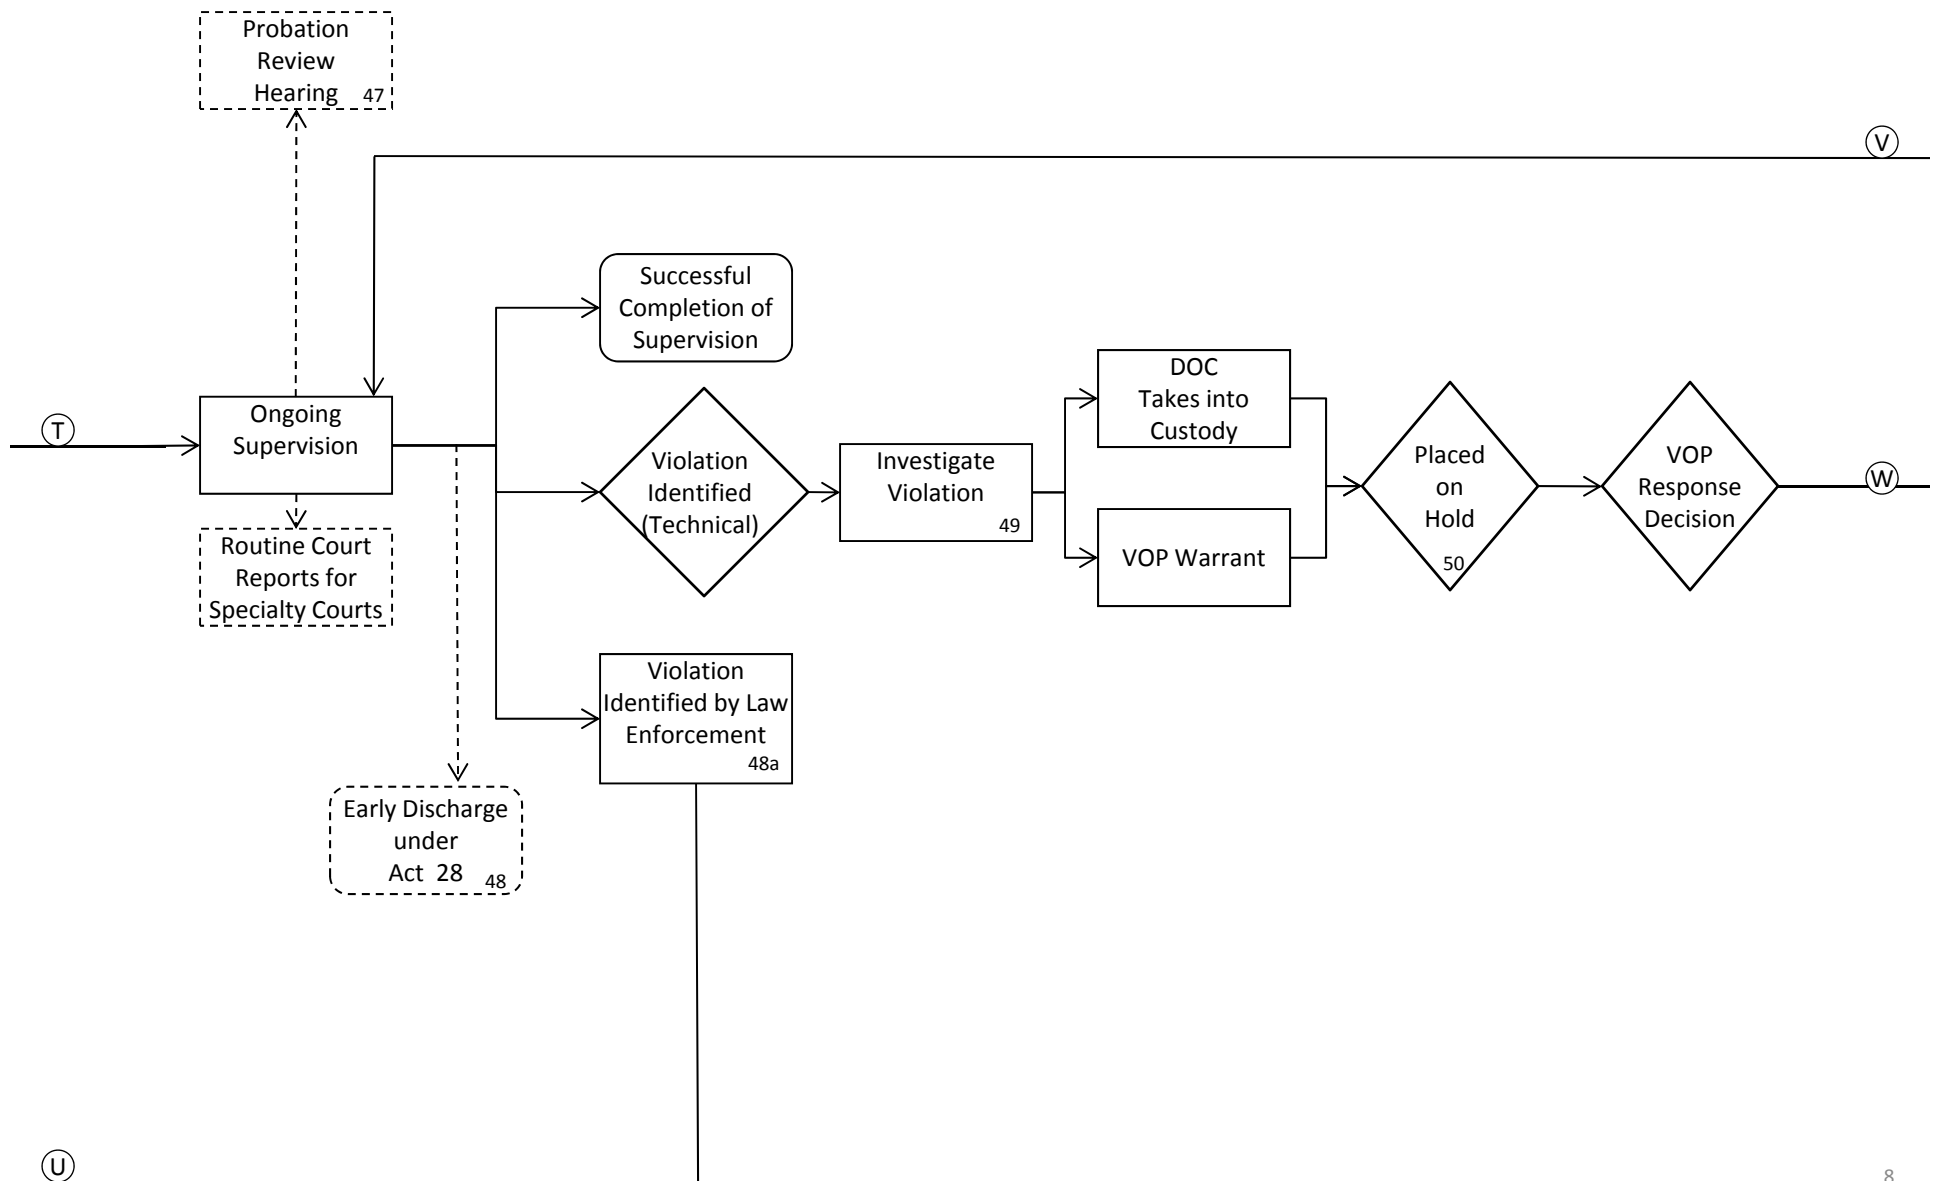 Probation
Review
Hearing 47
V
Successful
Completion of
Supervision
T
Ongoing
Supervision
Violation
Identified
(Technical)
Investigate
Violation
49
DOC
Takes into
Custody
VOP Warrant
Placed
on
Hold
50
VOP
Response
Decision
W
Routine Court
Reports for
Specialty Courts
Violation
Identified by Law
Enforcement
48a
Early Discharge
under
Act 28 48
U
8